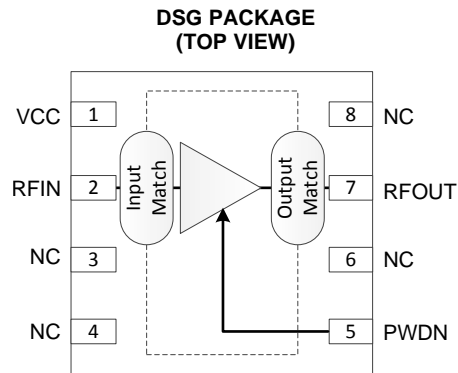 DSG PACKAGE
(TOP VIEW)
VCC 1 8 NC
RFIN 2 Input Match Output Match 7 RFOUT
NC 3 6 NC
NC 4 5 PWDN